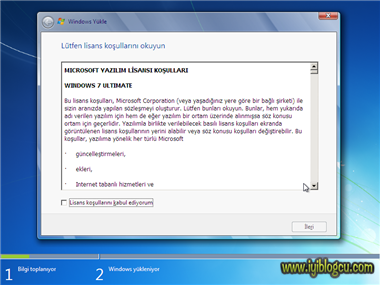 Windows Yükle
Lütfen lisans koşullarını okuyun
MICROSOFT YAZILIM LİSANSI KOŞULLARI
WINDOWS 7 ULTIMATE
Bu lisans koşulları, Microsoft Corporation (veya yaşadığınız yere göre bir bağlı şirketi) ile
sizin aranızda yapılan sözleşmeyi oluşturur. Lütfen bunları okuyun. Bunlar, hem yukarıda
adı verilen yazılım için hem de eğer yazılım bir ortam üzerinde alınmışsa söz konusu
ortam için geçerlidir. Yazılımla birlikte verilebilecek basılı lisans koşulları ekranda
görüntülenen lisans koşullarının yerini alabilir veya söz konusu koşulları değiştirebilir. Bu
koşullar, yazılıma yönelik her türlü Microsoft
· güncelleştirmeleri,
· ekleri,
· Internet tabanlı hizmetleri ve
Lisans koşullarını kabul ediyorum
İleri
1 Bilgi toplanıyor
2 Windows yükleniyor
www.iyiblogcu.com